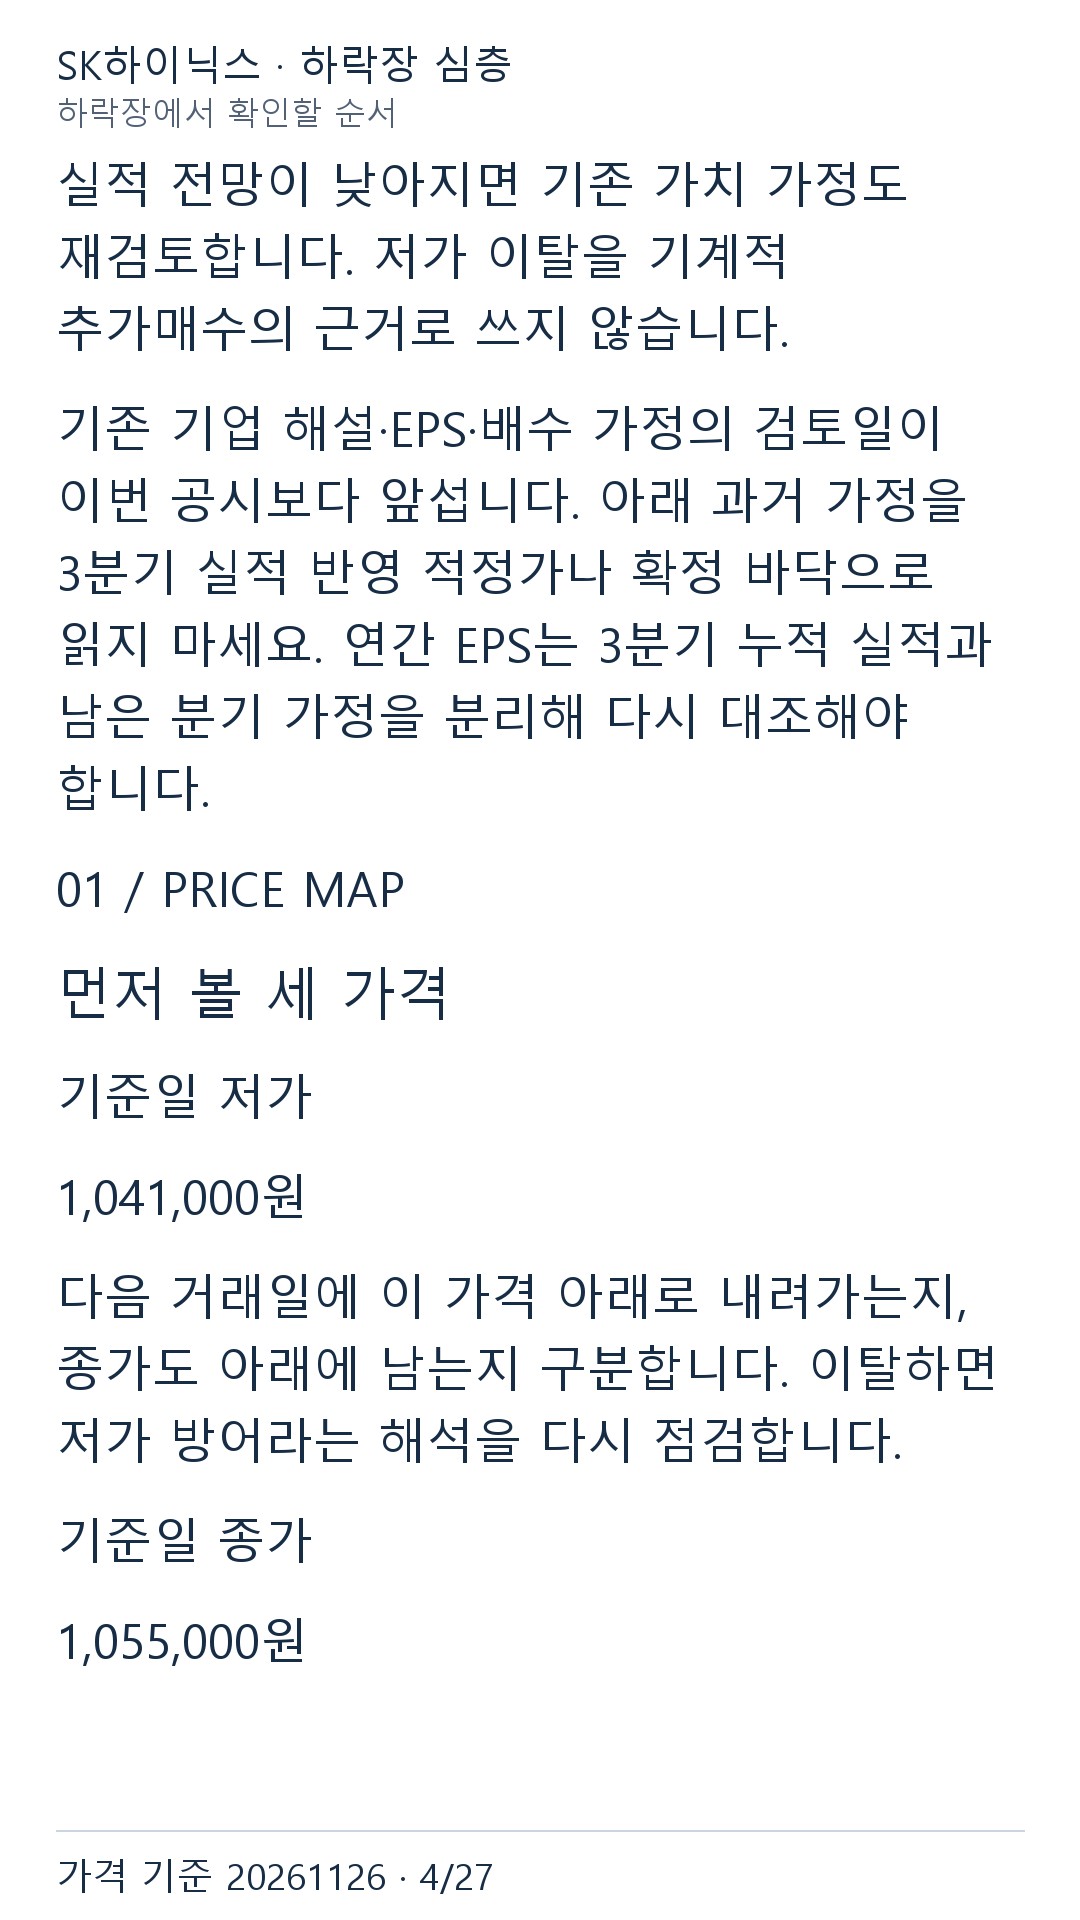 SK하이닉스 · 하락장 심층
하락장에서 확인할 순서
실적 전망이 낮아지면 기존 가치 가정도
재검토합니다. 저가 이탈을 기계적
추가매수의 근거로 쓰지 않습니다.
기존 기업 해설·EPS·배수 가정의 검토일이
이번 공시보다 앞섭니다. 아래 과거 가정을
3분기 실적 반영 적정가나 확정 바닥으로
읽지 마세요. 연간 EPS는 3분기 누적 실적과
남은 분기 가정을 분리해 다시 대조해야
합니다.
01 / PRICE MAP
먼저 볼 세 가격
기준일 저가
1,041,000원
다음 거래일에 이 가격 아래로 내려가는지,
종가도 아래에 남는지 구분합니다. 이탈하면
저가 방어라는 해석을 다시 점검합니다.
기준일 종가
1,055,000원
가격 기준 20261126 · 4/27